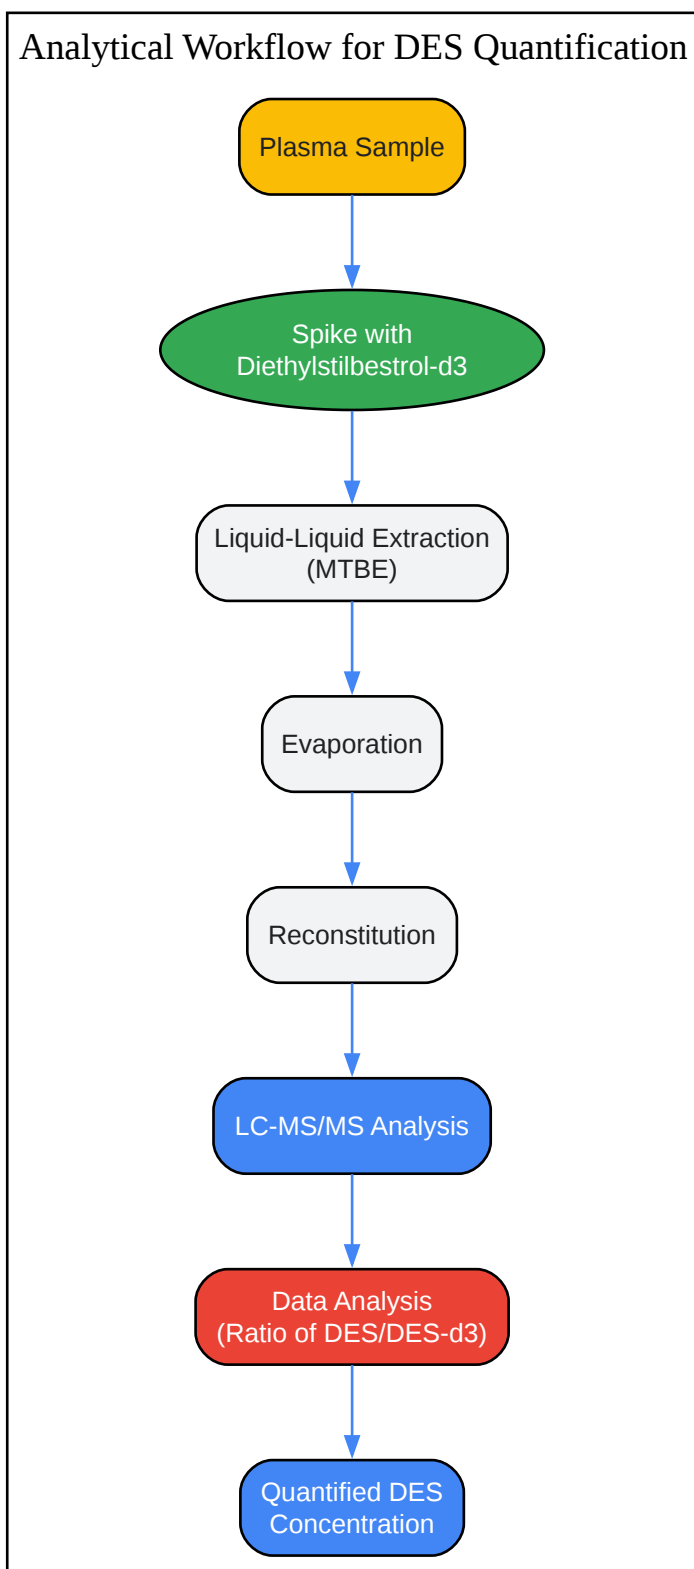 Analytical Workflow for DES Quantification
Plasma Sample
Spike with
Diethylstilbestrol-d3
Liquid-Liquid Extraction
(MTBE)
Evaporation
Reconstitution
LC-MS/MS Analysis
Data Analysis
(Ratio of DES/DES-d3)
Quantified DES
Concentration